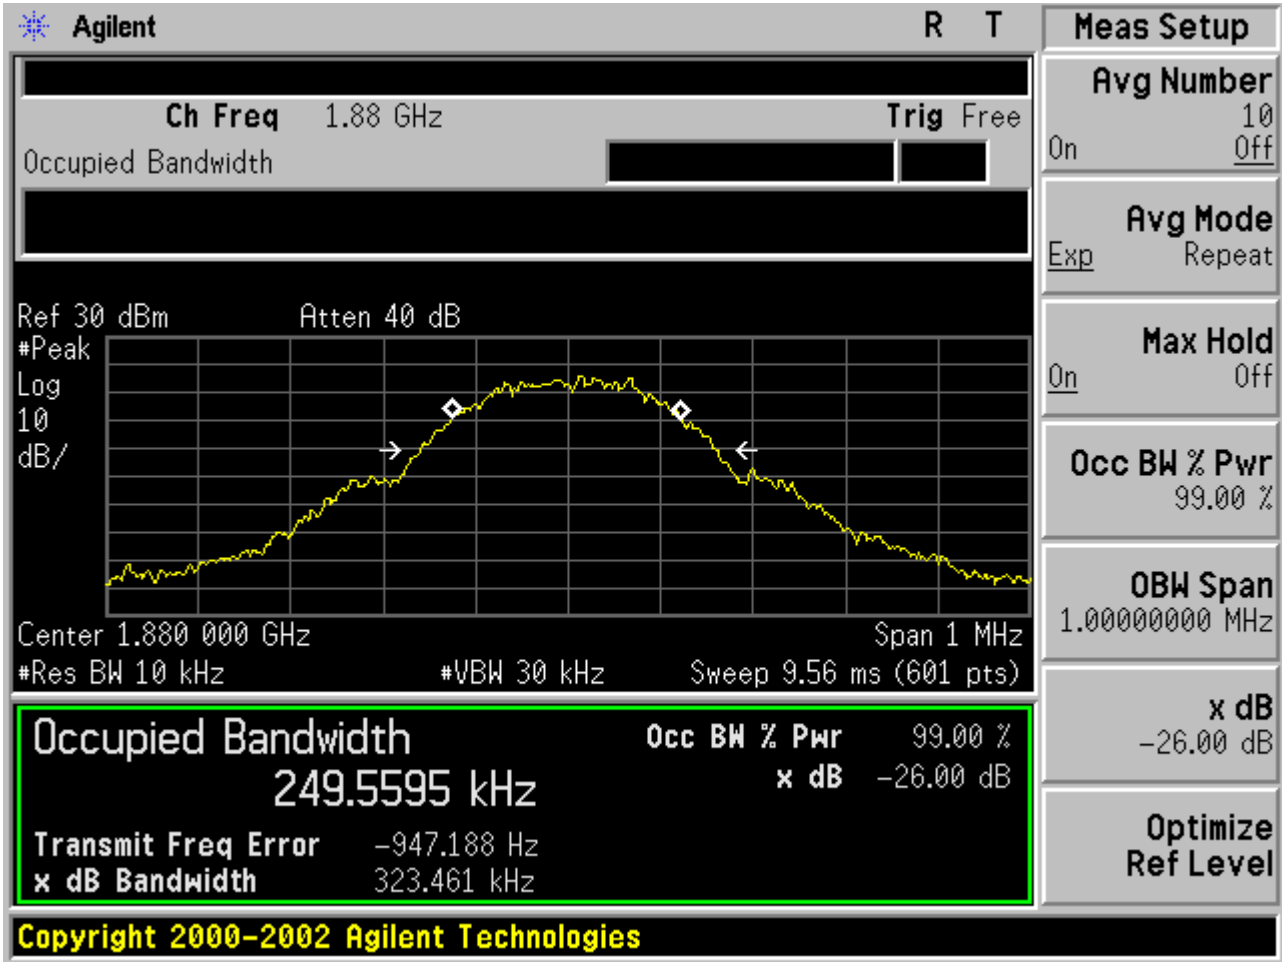 Agilent R T
Ch Freq 1.88 GHz Trig Free
Occupied Bandwidth
Ref 30 dBm Atten 40 dB
#Peak
Log
10
dB/
Center 1.880 000 GHz Span 1 MHz
#Res BW 10 kHz #VBW 30 kHz Sweep 9.56 ms (601 pts)
Occupied Bandwidth Occ BW % Pwr 99.00 %
249.5595 kHz x dB -26.00 dB
Transmit Freq Error -947.188 Hz
x dB Bandwidth 323.461 kHz
Copyright 2000-2002 Agilent Technologies
Meas Setup
Avg Number
10
On Off
Avg Mode
Exp Repeat
Max Hold
On Off
Occ BW % Pwr
99.00 %
OBW Span
1.00000000 MHz
x dB
-26.00 dB
Optimize
Ref Level